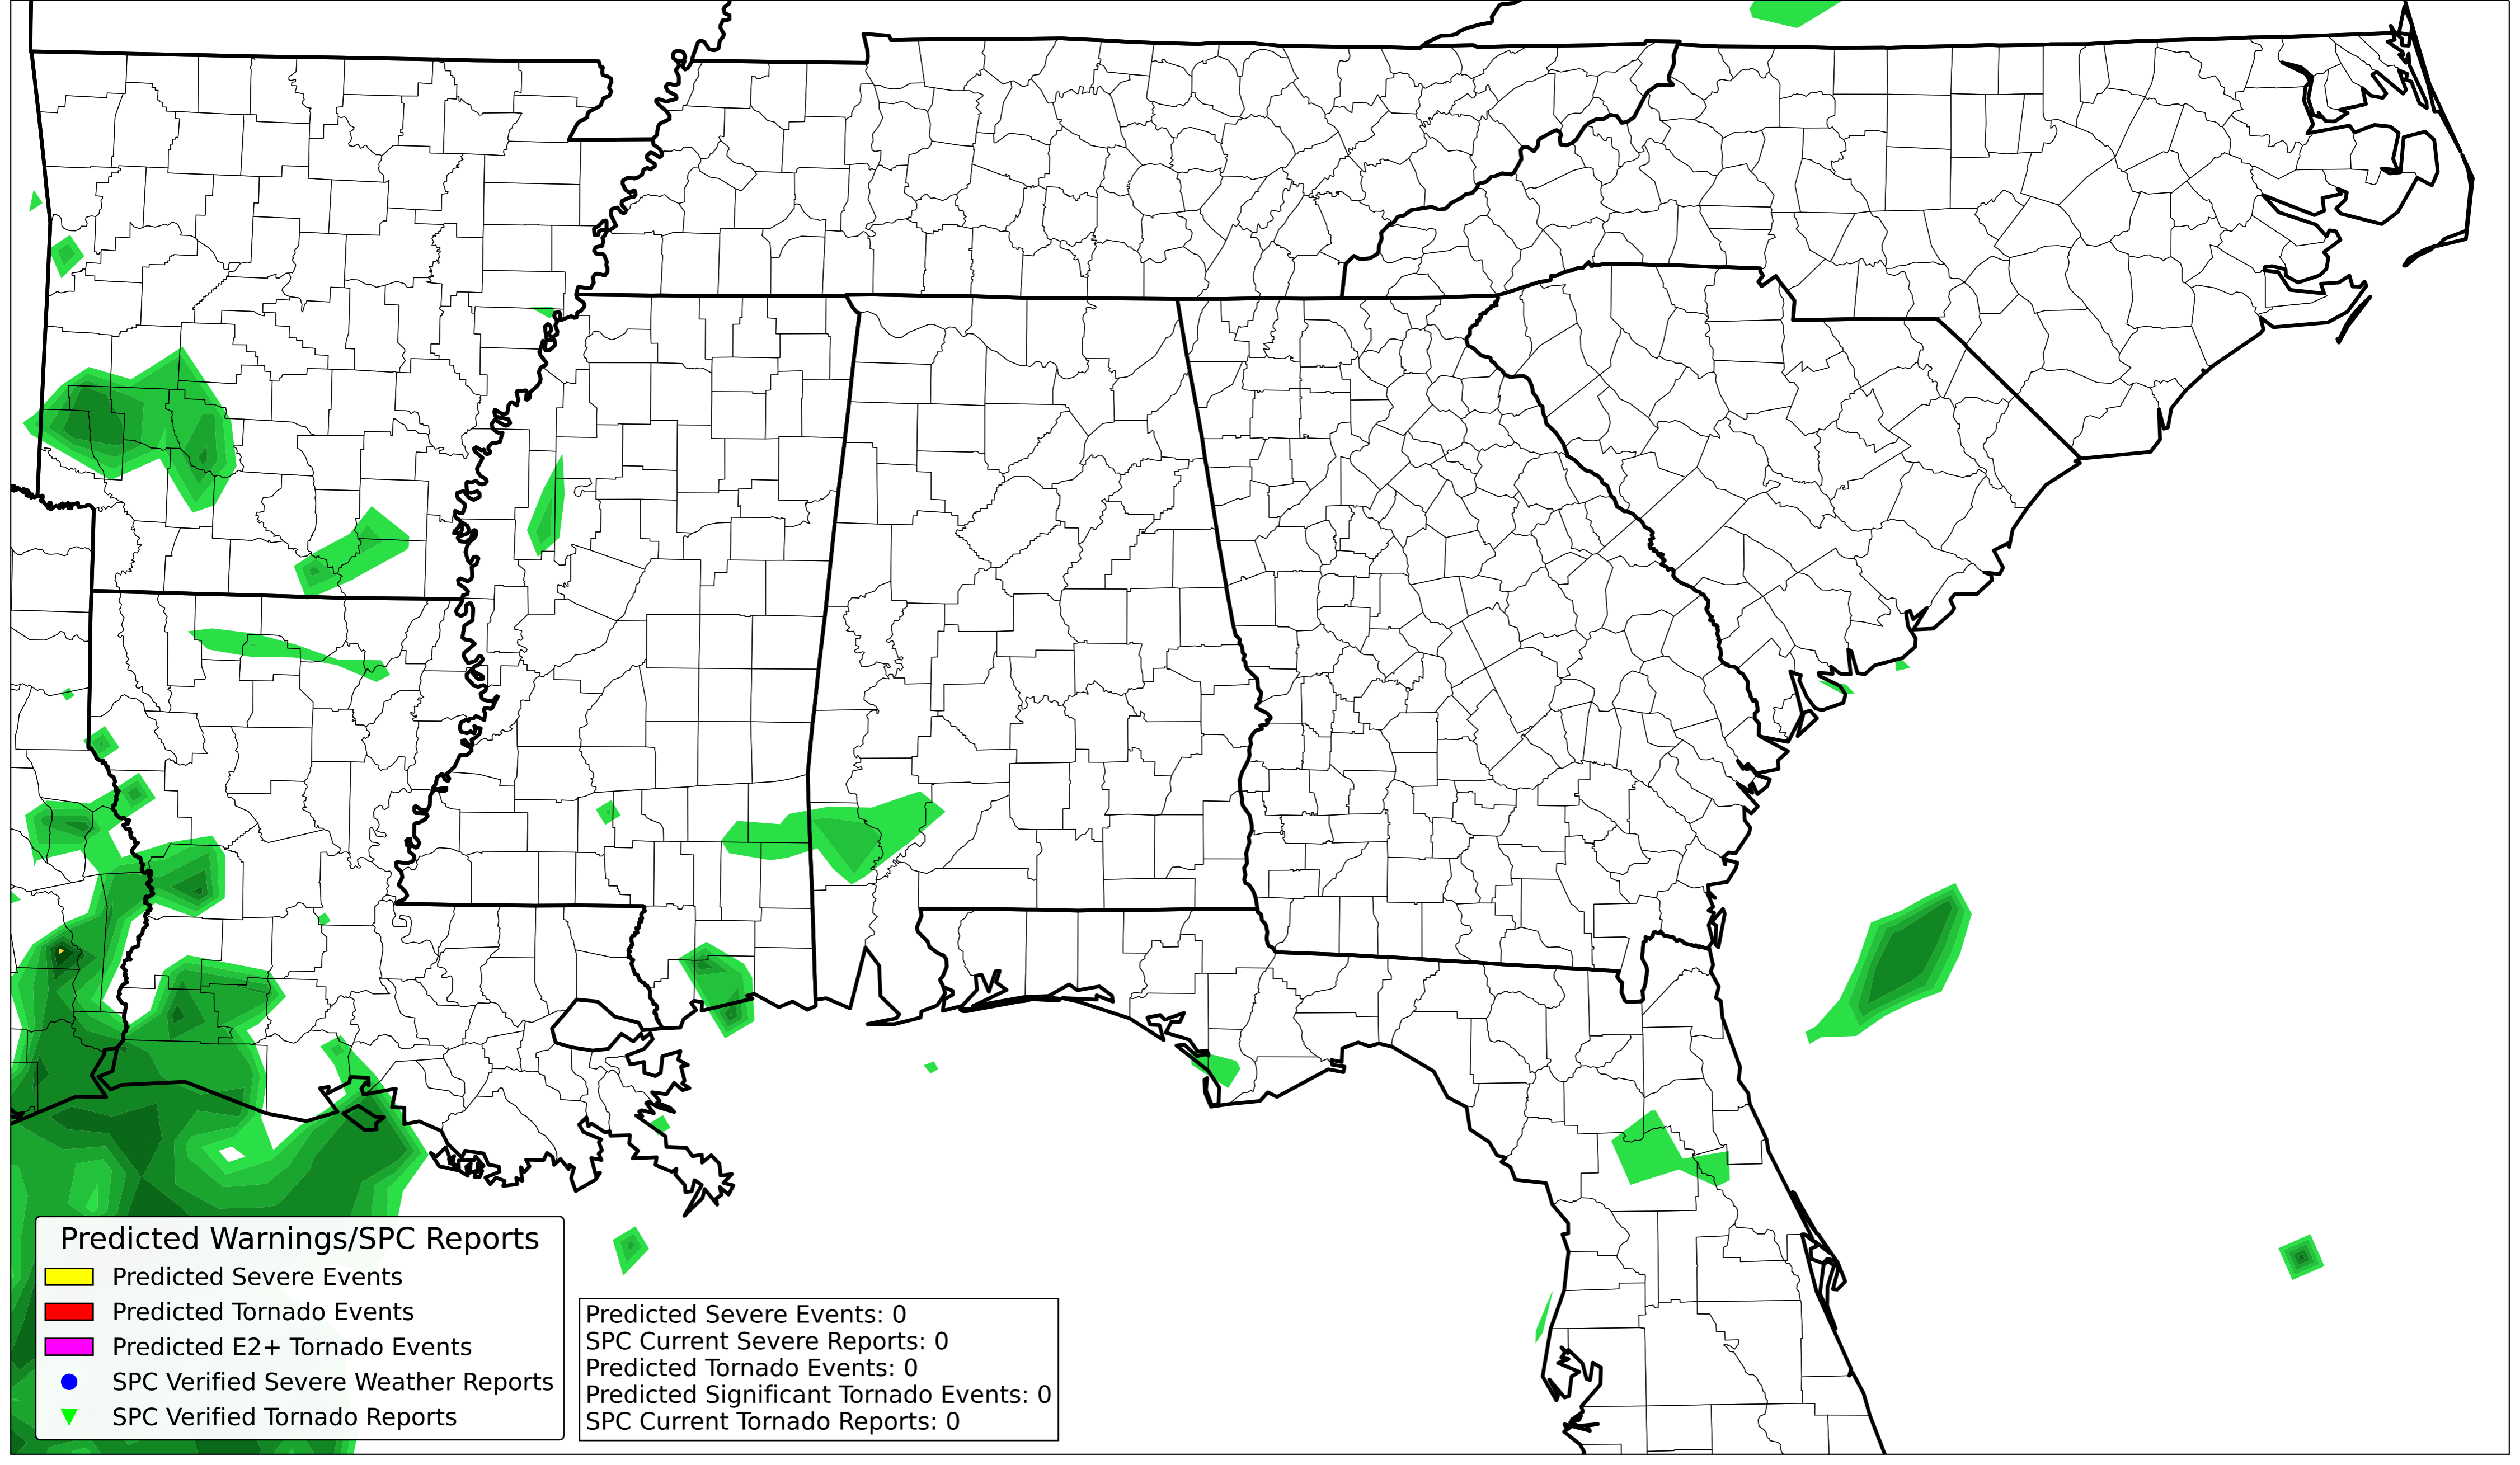 Predicted Warnings/SPC Reports
Predicted Severe Events
Predicted Tornado Events
Predicted E2+ Tornado Events
SPC Verified Severe Weather Reports
SPC Verified Tornado Reports
Predicted Severe Events: 0
SPC Current Severe Reports: 0
Predicted Tornado Events: 0
Predicted Significant Tornado Events: 0
SPC Current Tornado Reports: 0